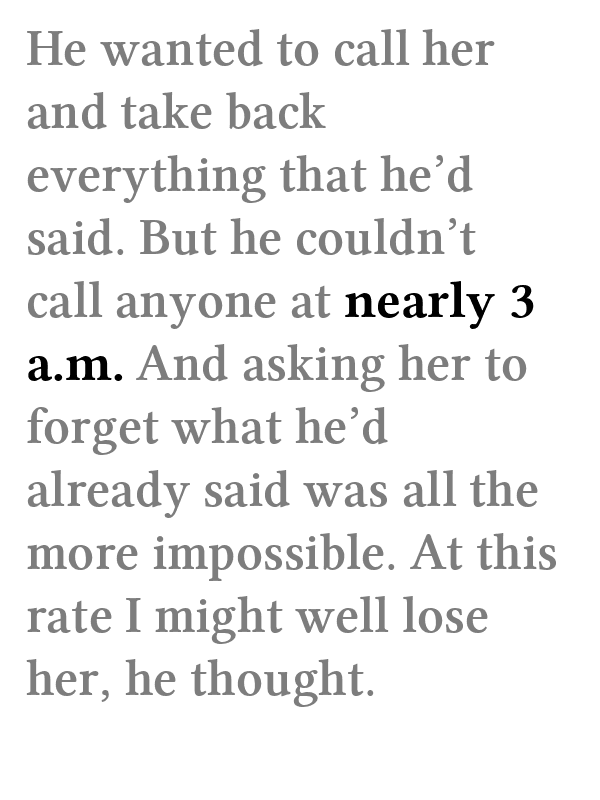 He wanted to call her
and take back
everything that he’d
said. But he couldn’t
call anyone at nearly 3
a.m. And asking her to
forget what he’d
already said was all the
more impossible. At this
rate I might well lose
her, he thought.